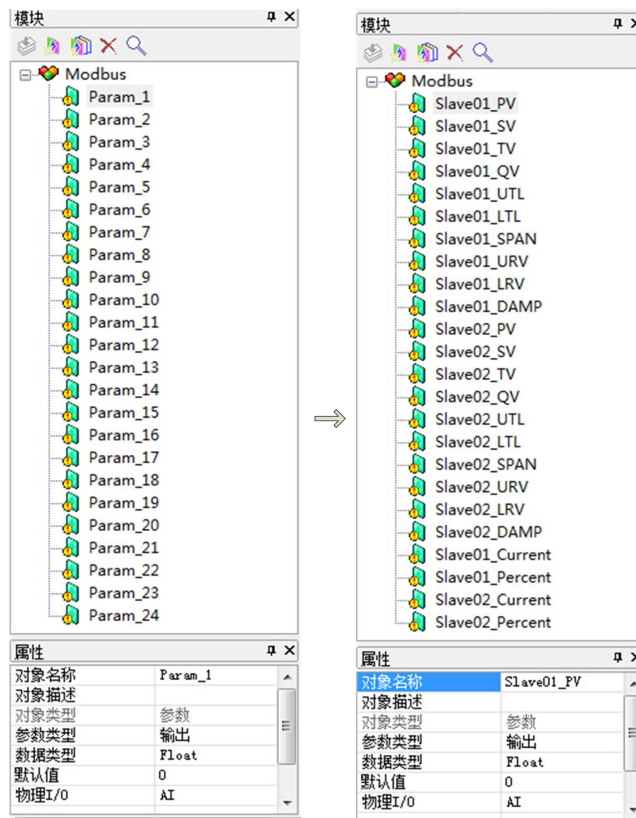 模块
Modbus
Param_1
Param_2
Param_3
Param_4
Param_5
Param_6
Param_7
Param_8
Param_9
Param_10
Param_11
Param_12
Param_13
Param_14
Param_15
Param_16
Param_17
Param_18
Param_19
Param_20
Param_21
Param_22
Param_23
Param_24
属性
对象名称 Param_1
对象描述
对象类型 参数
参数类型 输出
数据类型 Float
默认值 0
物理I/O AI
模块
Modbus
Slave01_PV
Slave01_SV
Slave01_TV
Slave01_QV
Slave01_UTL
Slave01_LTL
Slave01_SPAN
Slave01_URV
Slave01_LRV
Slave01_DAMP
Slave02_PV
Slave02_SV
Slave02_TV
Slave02_QV
Slave02_UTL
Slave02_LTL
Slave02_SPAN
Slave02_URV
Slave02_LRV
Slave02_DAMP
Slave01_Current
Slave01_Percent
Slave02_Current
Slave02_Percent
属性
对象名称 Slave01_PV
对象描述
对象类型 参数
参数类型 输出
数据类型 Float
默认值 0
物理I/O AI